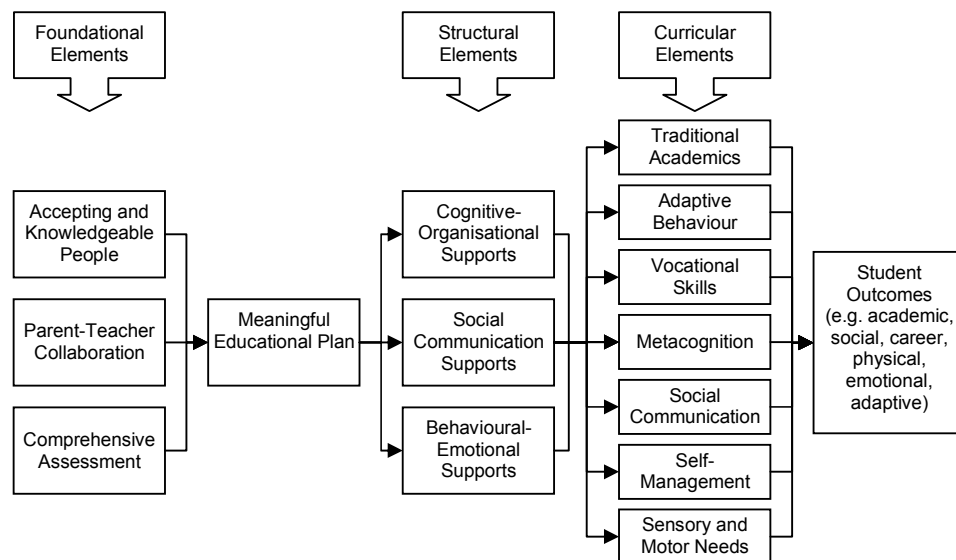 Foundational
Elements
Structural
Elements
Curricular
Elements
Accepting and
Knowledgeable
People
Parent-Teacher
Collaboration
Comprehensive
Assessment
Meaningful
Educational Plan
Cognitive-
Organisational
Supports
Social
Communication
Supports
Behavioural-
Emotional
Supports
Traditional
Academics
Adaptive
Behaviour
Vocational
Skills
Metacognition
Social
Communication
Self-
Management
Sensory and
Motor Needs
Student
Outcomes
(e.g. academic,
social, career,
physical,
emotional,
adaptive)